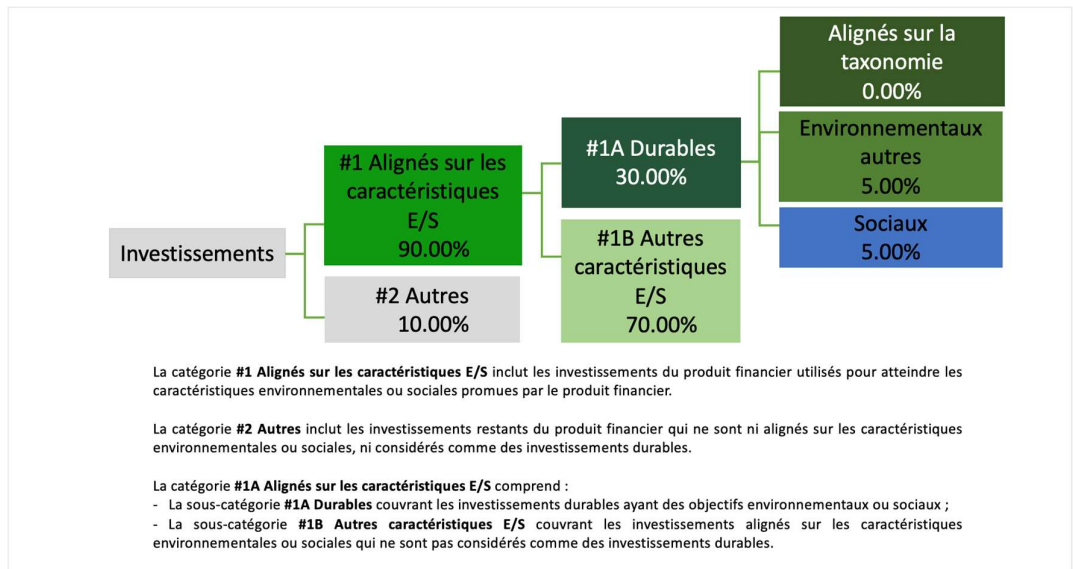 Investissements
#1 Alignés sur les
caractéristiques
E/S
90.00%
#2 Autres
10.00%
#1A Durables
30.00%
#1B Autres
caractéristiques
E/S
70.00%
Alignés sur la
taxonomie
0.00%
Environnementaux
autres
5.00%
Sociaux
5.00%
La catégorie #1 Alignés sur les caractéristiques E/S inclut les investissements du produit financier utilisés pour atteindre les
caractéristiques environnementales ou sociales promues par le produit financier.
La catégorie #2 Autres inclut les investissements restants du produit financier qui ne sont ni alignés sur les caractéristiques
environnementales ou sociales, ni considérés comme des investissements durables.
La catégorie #1A Alignés sur les caractéristiques E/S comprend :
- La sous-catégorie #1A Durables couvrant les investissements durables ayant des objectifs environnementaux ou sociaux ;
- La sous-catégorie #1B Autres caractéristiques E/S couvrant les investissements alignés sur les caractéristiques
environnementales ou sociales qui ne sont pas considérés comme des investissements durables.